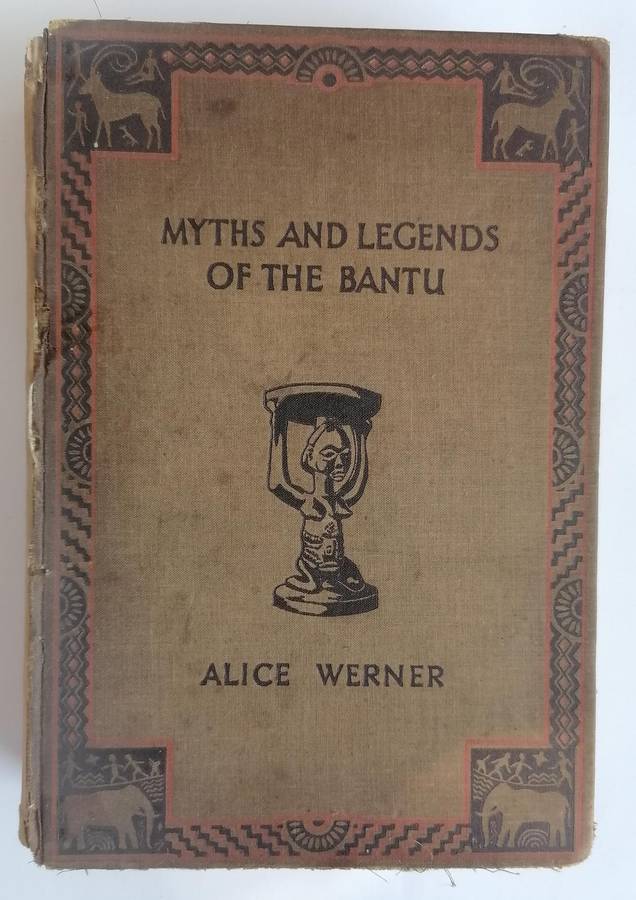 MYTHS AND LEGENDS
OF THE BANTU
ALICE WERNER